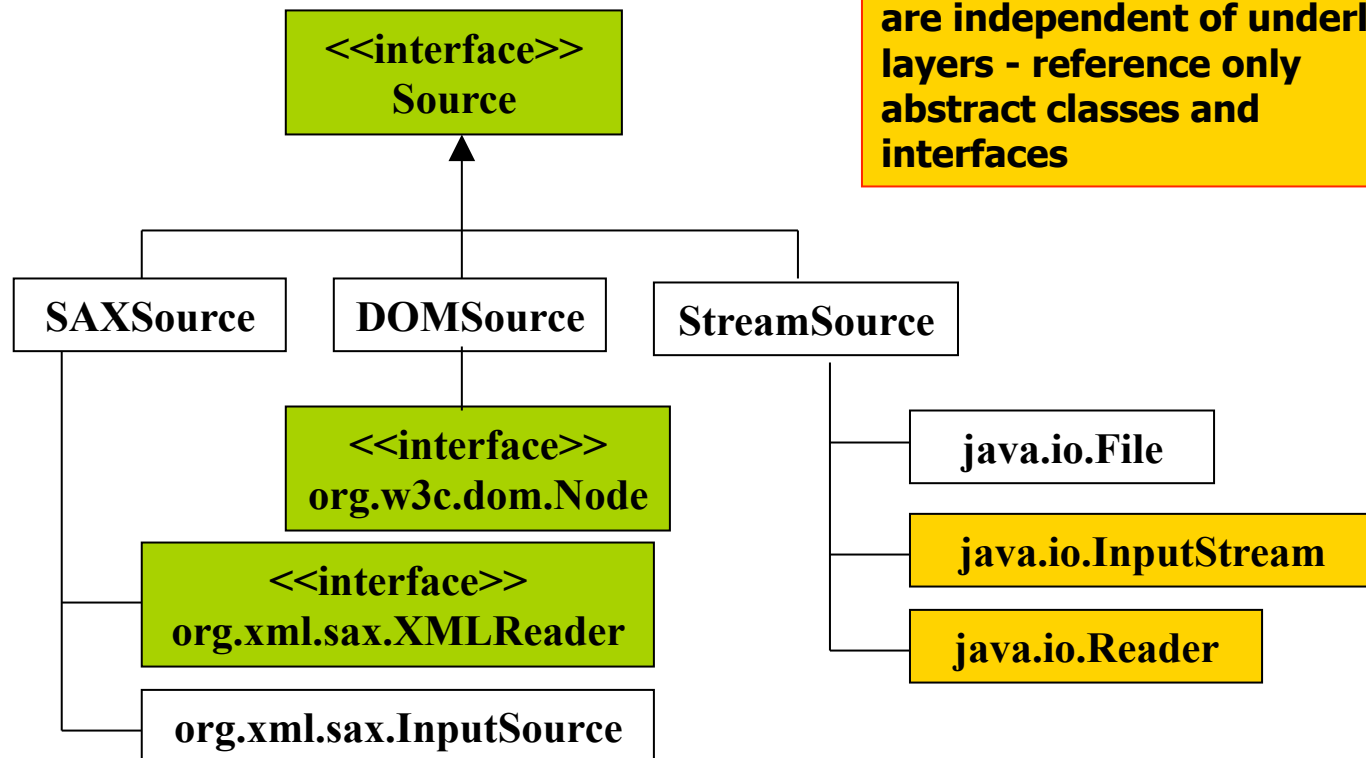 are independent of
layers - reference only
abstract classes and
interfaces
<<interface>>
Source
SAXSource
DOMSource
StreamSource
<<interface>>
org.w3c.dom.Node
java.io.File
<<interface>>
org.xml.sax.XMLReader
java.io.InputStream
java.io.Reader
org.xml.sax.InputSource